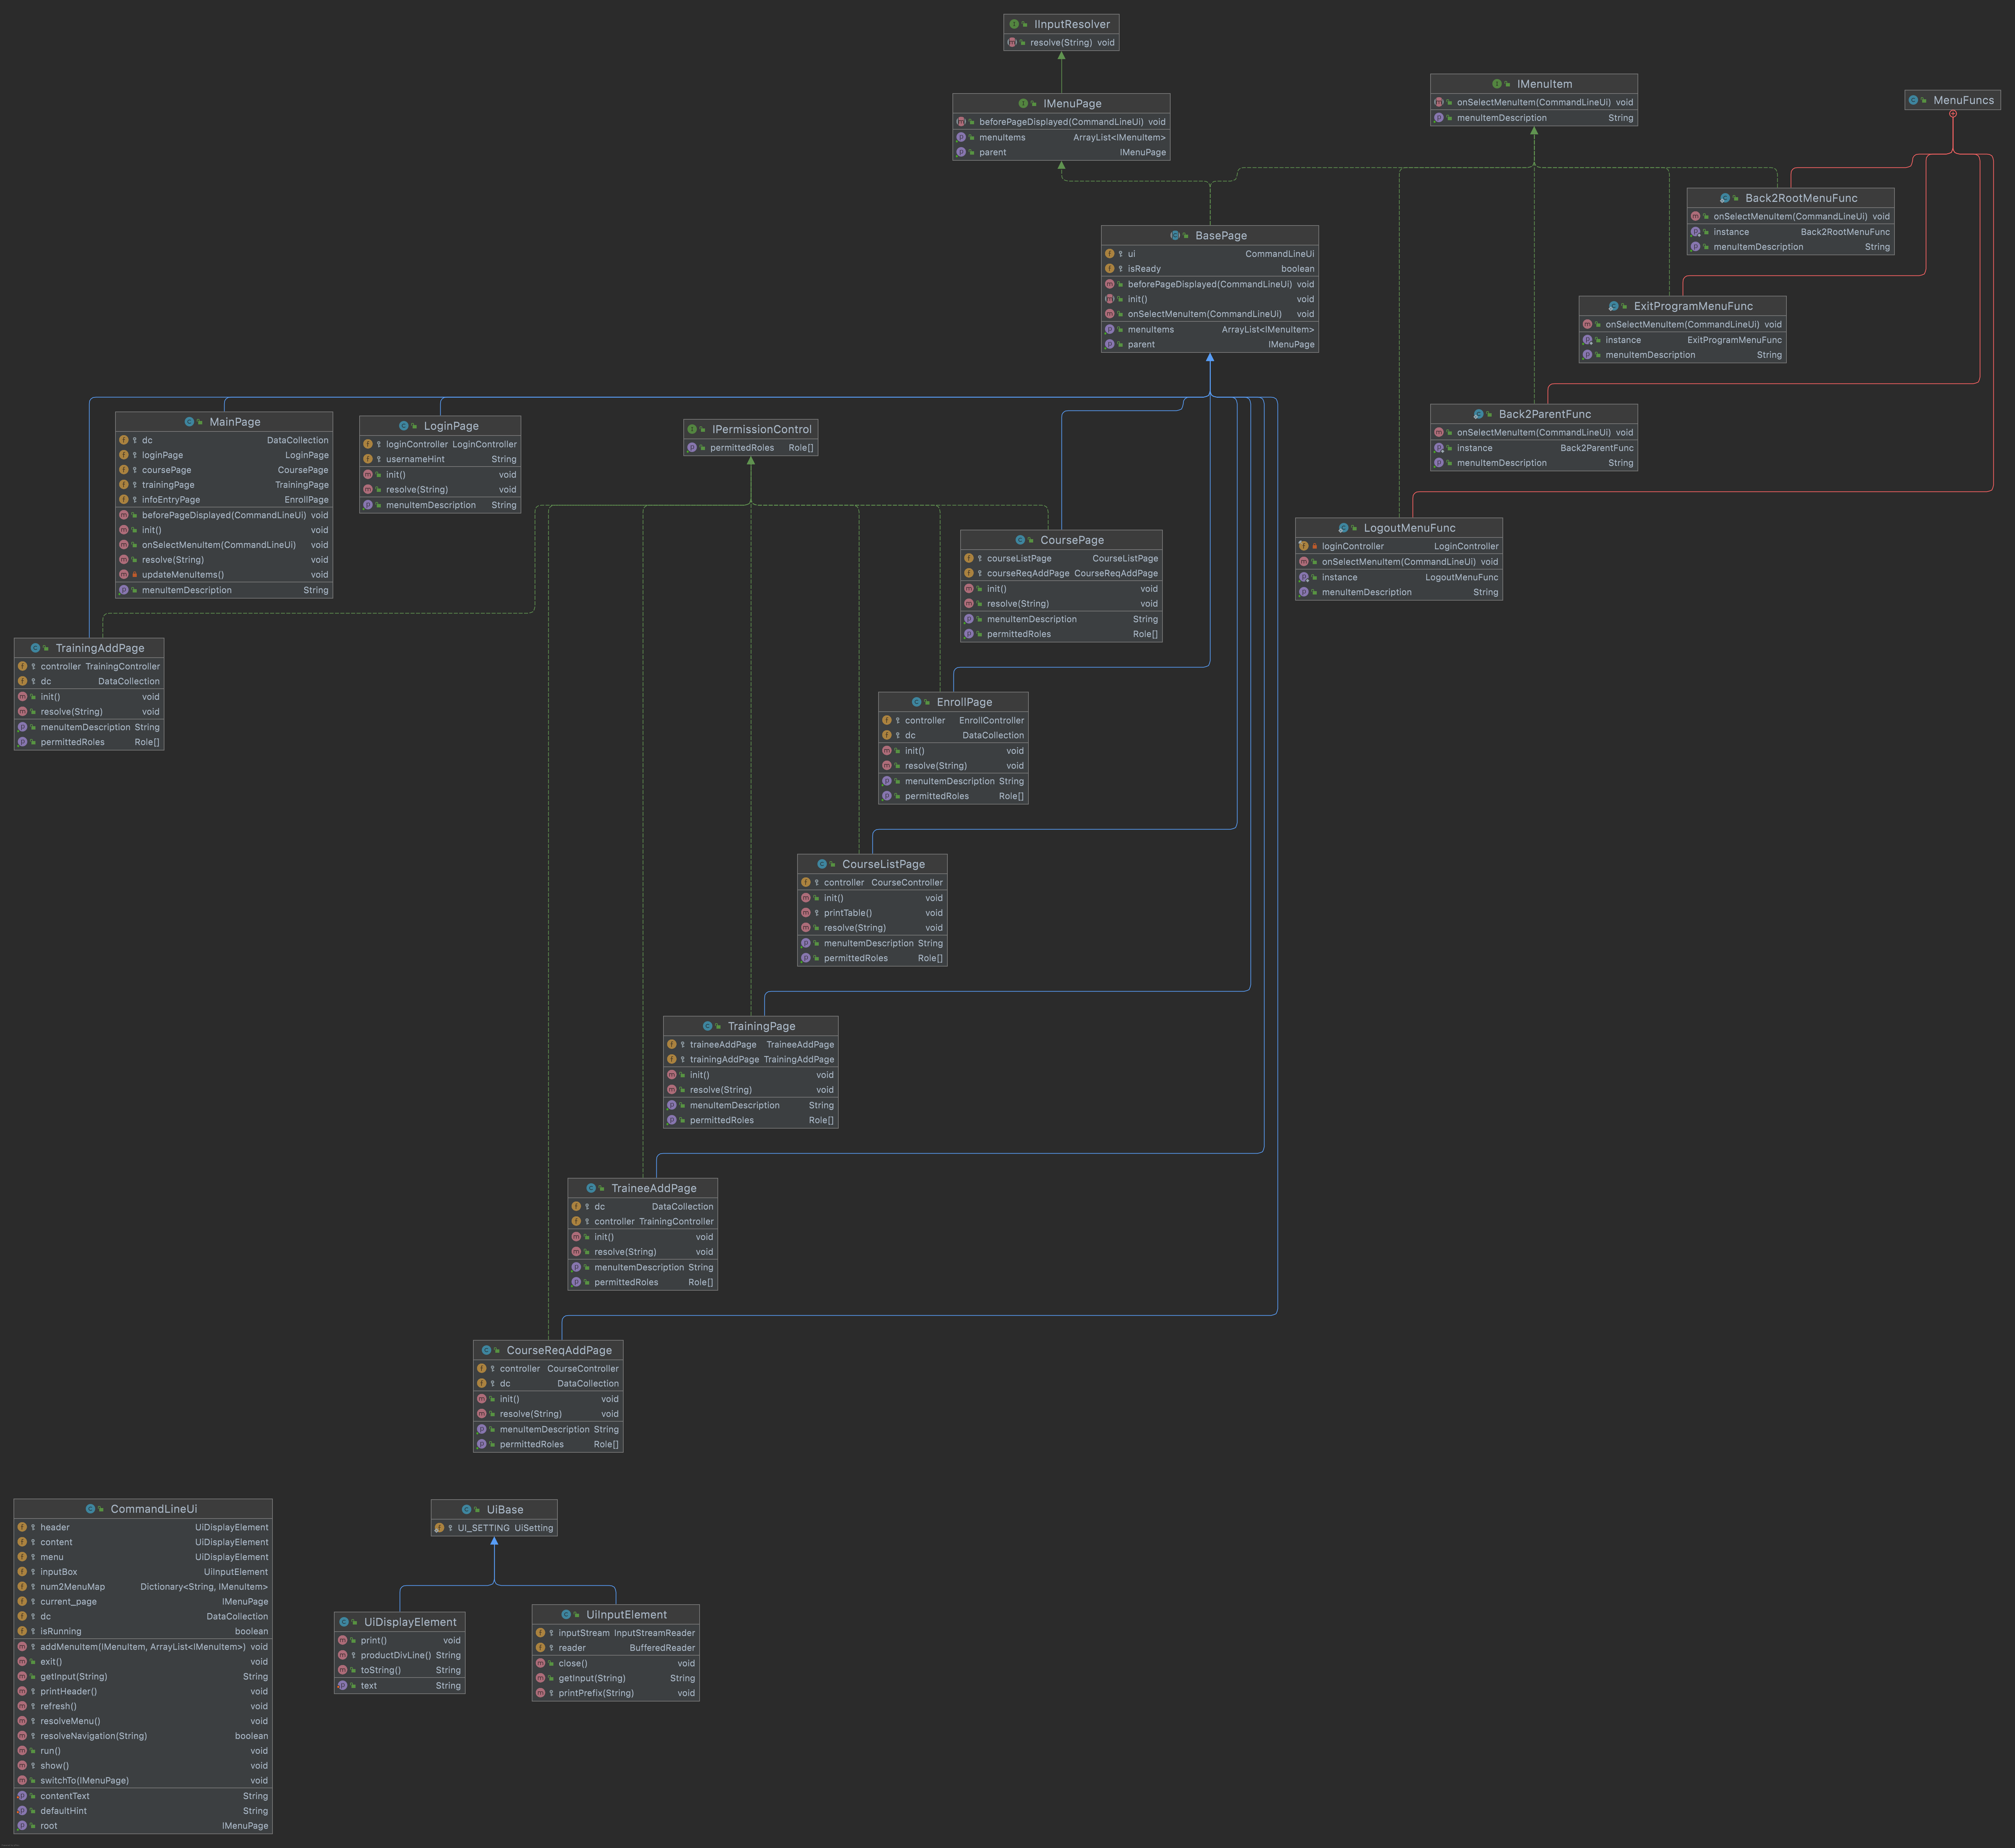 IInputResolver
resolve(String) void
IMenuPage
beforePageDisplayed(CommandLineUi) void
menuItems ArrayList<IMenuItem>
parent IMenuPage
IMenuItem
onSelectMenuItem(CommandLineUi) void
menuItemDescription String
MenuFuncs
Back2RootMenuFunc
onSelectMenuItem(CommandLineUi) void
instance Back2RootMenuFunc
menuItemDescription String
BasePage
ui CommandLineUi
isReady boolean
beforePageDisplayed(CommandLineUi) void
init() void
onSelectMenuItem(CommandLineUi) void
menuItems ArrayList<IMenuItem>
parent IMenuPage
ExitProgramMenuFunc
onSelectMenuItem(CommandLineUi) void
instance ExitProgramMenuFunc
menuItemDescription String
Back2ParentFunc
onSelectMenuItem(CommandLineUi) void
instance Back2ParentFunc
menuItemDescription String
MainPage
dc DataCollection
loginPage LoginPage
coursePage CoursePage
trainingPage TrainingPage
infoEntryPage EnrollPage
beforePageDisplayed(CommandLineUi) void
init() void
onSelectMenuItem(CommandLineUi) void
resolve(String) void
updateMenuItems() void
menuItemDescription String
LoginPage
loginController LoginController
usernameHint String
init() void
resolve(String) void
menuItemDescription String
IPermissionControl
permittedRoles Role[]
CoursePage
courseListPage CourseListPage
courseReqAddPage CourseReqAddPage
init() void
resolve(String) void
menuItemDescription String
permittedRoles Role[]
LogoutMenuFunc
loginController LoginController
onSelectMenuItem(CommandLineUi) void
instance LogoutMenuFunc
menuItemDescription String
TrainingAddPage
controller TrainingController
dc DataCollection
init() void
resolve(String) void
menuItemDescription String
permittedRoles Role[]
EnrollPage
controller EnrollController
dc DataCollection
init() void
resolve(String) void
menuItemDescription String
permittedRoles Role[]
CourseListPage
controller CourseController
init() void
printTable() void
resolve(String) void
menuItemDescription String
permittedRoles Role[]
TrainingPage
traineeAddPage TraineeAddPage
trainingAddPage TrainingAddPage
init() void
resolve(String) void
menuItemDescription String
permittedRoles Role[]
TraineeAddPage
dc DataCollection
controller TrainingController
init() void
resolve(String) void
menuItemDescription String
permittedRoles Role[]
CourseReqAddPage
controller CourseController
dc DataCollection
init() void
resolve(String) void
menuItemDescription String
permittedRoles Role[]
CommandLineUi
header UiDisplayElement
content UiDisplayElement
menu UiDisplayElement
inputBox UiInputElement
num2MenuMap Dictionary<String, IMenuItem>
current_page IMenuPage
dc DataCollection
isRunning boolean
addMenuItem(IMenuItem, ArrayList<IMenuItem>) void
exit() void
getInput(String) String
printHeader() void
refresh() void
resolveMenu() void
resolveNavigation(String) boolean
run() void
show() void
switchTo(IMenuPage) void
contentText String
defaultHint String
root IMenuPage
UiBase
UI_SETTING UiSetting
UiDisplayElement
print() void
productDivLine() String
toString() String
text String
UiInputElement
inputStream InputStreamReader
reader BufferedReader
close() void
getInput(String) String
printPrefix(String) void